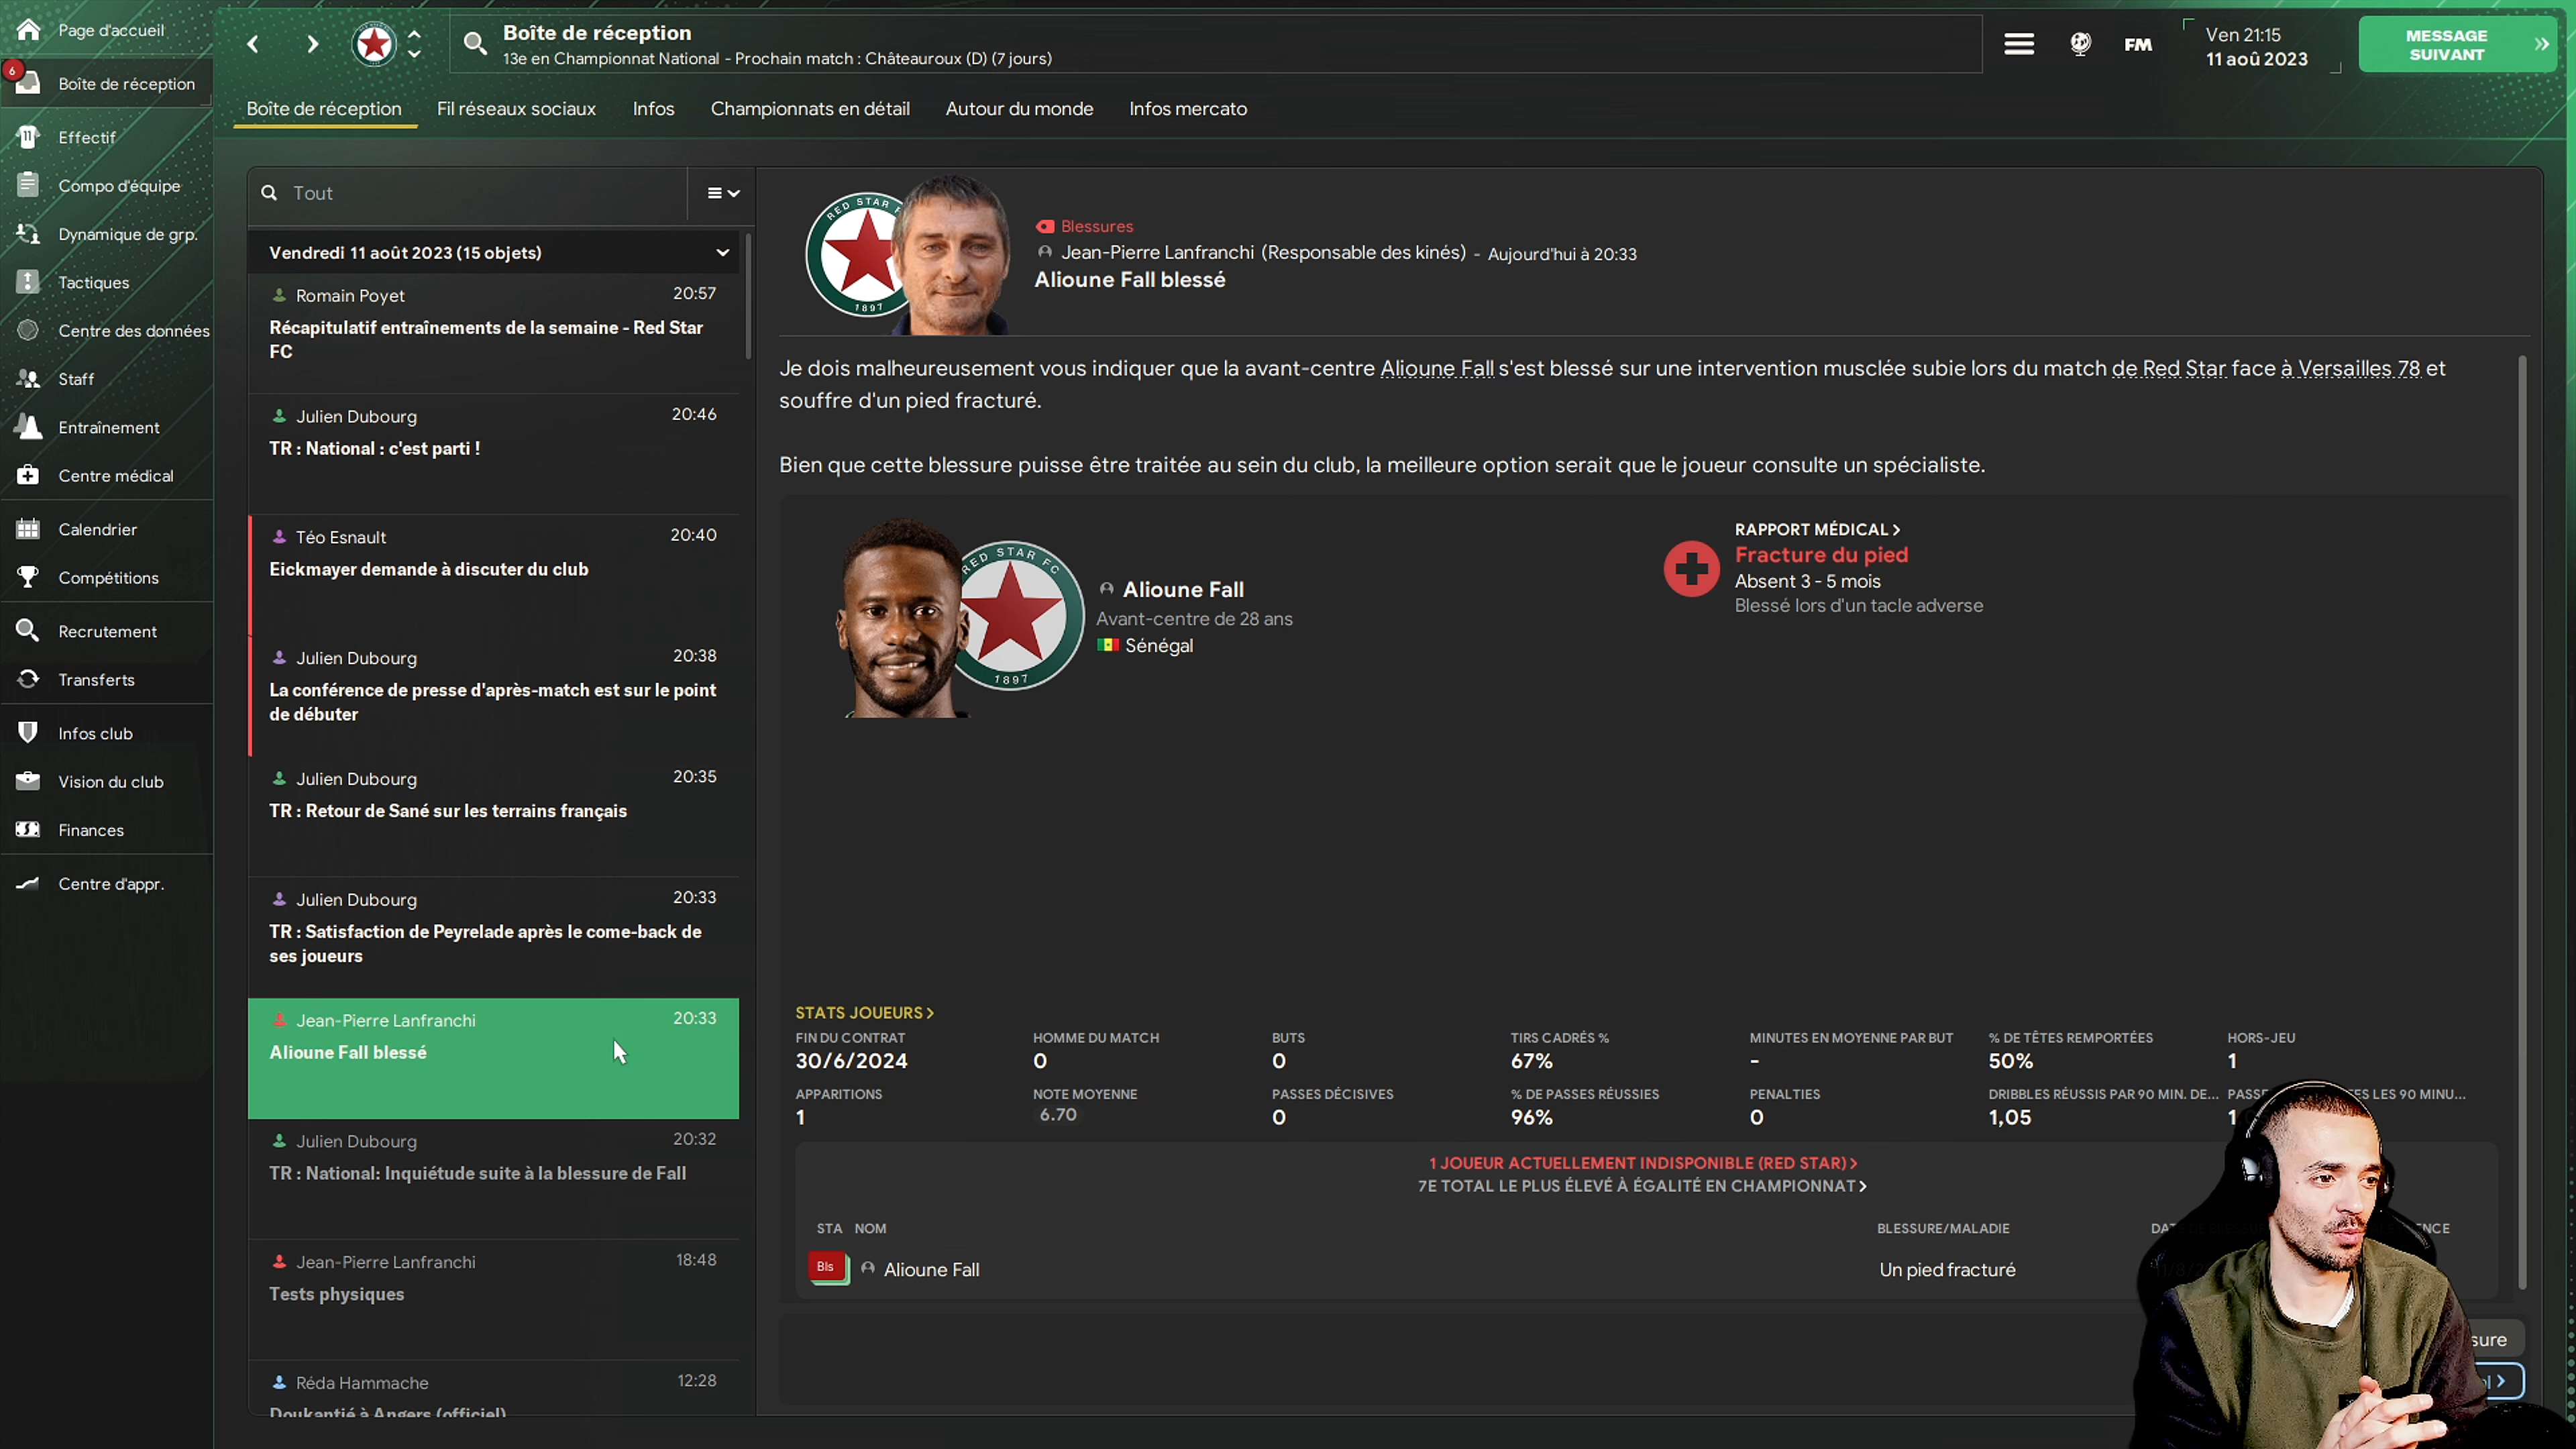 Page d'accueil
6
Boîte de réception
Effectif
Compo d'équipe
Dynamique de grp.
Tactiques
Centre des données
Staff
Entraînement
Centre médical
Calendrier
Compétitions
Recrutement
Transferts
Infos club
Vision du club
Finances
Centre d'appr.
Boîte de réception
13e en Championnat National - Prochain match : Châteauroux (D) (7 jours)
FM
Ven 21:15
11 aoû 2023
MESSAGE
SUIVANT
Boîte de réception
Fil réseaux sociaux
Infos
Championnats en détail
Autour du monde
Infos mercato
Tout
Vendredi 11 août 2023 (15 objets)
Romain Poyet 20:57
Récapitulatif entraînements de la semaine - Red Star
FC
Julien Dubourg 20:46
TR : National : c'est parti !
Téo Esnault 20:40
Eickmayer demande à discuter du club
Julien Dubourg 20:38
La conférence de presse d'après-match est sur le point
de débuter
Julien Dubourg 20:35
TR : Retour de Sané sur les terrains français
Julien Dubourg 20:33
TR : Satisfaction de Peyrelade après le come-back de
ses joueurs
Jean-Pierre Lanfranchi 20:33
Alioune Fall blessé
Julien Dubourg 20:32
TR : National: Inquiétude suite à la blessure de Fall
Jean-Pierre Lanfranchi 18:48
Tests physiques
Réda Hammache 12:28
Doukantié à Angers (officiel)
RED STAR F
1897
Blessures
Jean-Pierre Lanfranchi (Responsable des kinés) - Aujourd'hui à 20:33
Alioune Fall blessé
Je dois malheureusement vous indiquer que la avant-centre Alioune Fall s'est blessé sur une intervention musclée subie lors du match de Red Star face à Versailles 78 et
souffre d'un pied fracturé.
Bien que cette blessure puisse être traitée au sein du club, la meilleure option serait que le joueur consulte un spécialiste.
RED STAR FC
1897
Alioune Fall
Avant-centre de 28 ans
Sénégal
RAPPORT MÉDICAL
Fracture du pied
Absent 3 - 5 mois
Blessé lors d'un tacle adverse
STATS JOUEURS
FIN DU CONTRAT HOMME DU MATCH BUTS TIRS CADRÉS % MINUTES EN MOYENNE PAR BUT % DE TÊTES REMPORTÉES HORS-JEU
30/6/2024 0 0 67% - 50% 1
APPARITIONS NOTE MOYENNE PASSES DÉCISIVES % DE PASSES RÉUSSIES PENALTIES DRIBBLES RÉUSSIS PAR 90 MIN. DE... PASS ES LES 90 MINU...
1 6.70 0 96% 0 1,05 1
1 JOUEUR ACTUELLEMENT INDISPONIBLE (RED STAR)
7E TOTAL LE PLUS ÉLEVÉ À ÉGALITÉ EN CHAMPIONNAT
STA NOM BLESSURE/MALADIE
Bls Alioune Fall Un pied fracturé